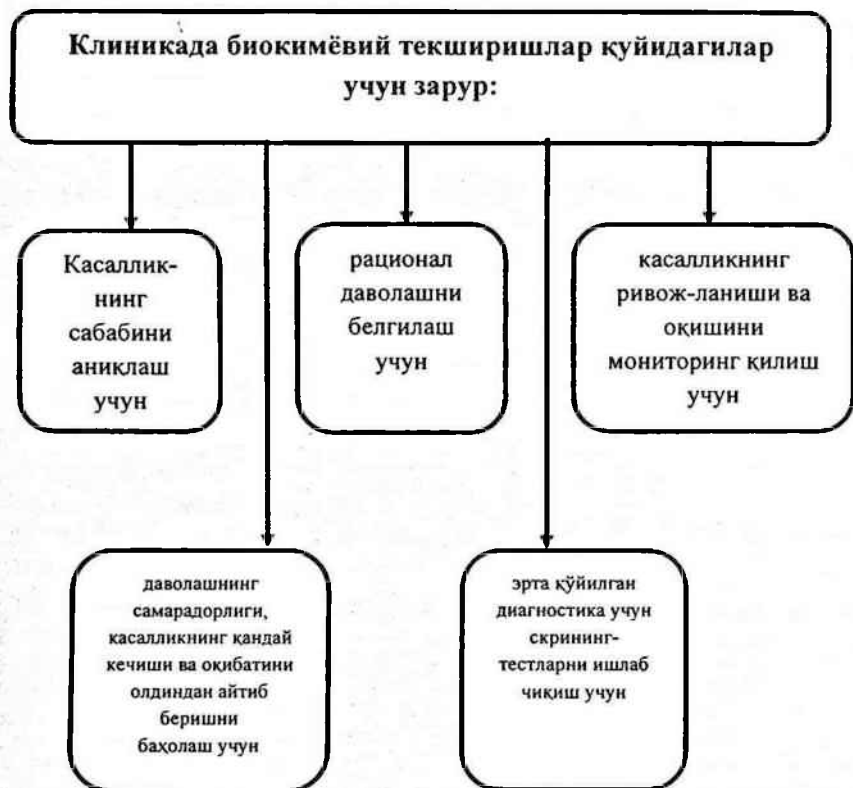 Клиникада биокимёвий текширишлар қуйидагилар
учун зарур:
Касаллик-
нинг
сабабини
аниқлаш
учун
рационал
даволашни
белгилаш
учун
касалликнинг
ривож-ланиши ва
оқишини
мониторинг қилиш
учун
даволашнинг
самарадорлиги,
касалликнинг қандай
кечиши ва оқибатини
олдиндан айтиб
беришни
баҳолаш учун
эрта қўйилган
диагностика учун
скрининг-
тестларни ишлаб
чиқиш учун